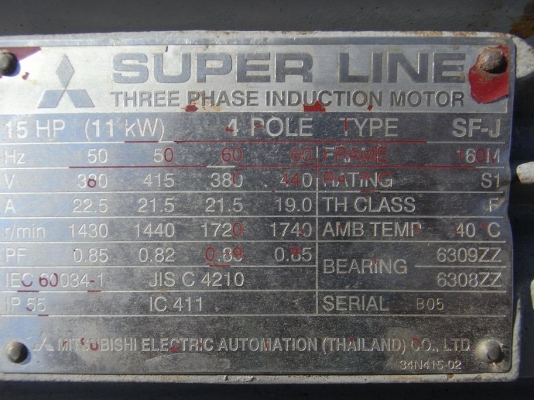 SUPER LINE
THREE PHASE INDUCTION MOTOR
15 HP (11 kW) 4 POLE TYPE SF-J
Hz 50 50 60 60 FRAME 160M
V 380 415 380 440 RATING S1
A 22.5 21.5 21.5 19.0 TH CLASS F
r/min 1430 1440 1720 1740 AMB TEMP 40°C
PF 0.85 0.82 0.88 0.85 BEARING 6309ZZ
IEC 60034-1 JIS C 4210 6308ZZ
IP 55 IC 411 SERIAL B05
MITSUBISHI ELECTRIC AUTOMATION (THAILAND) CO., LTD
34N415-02